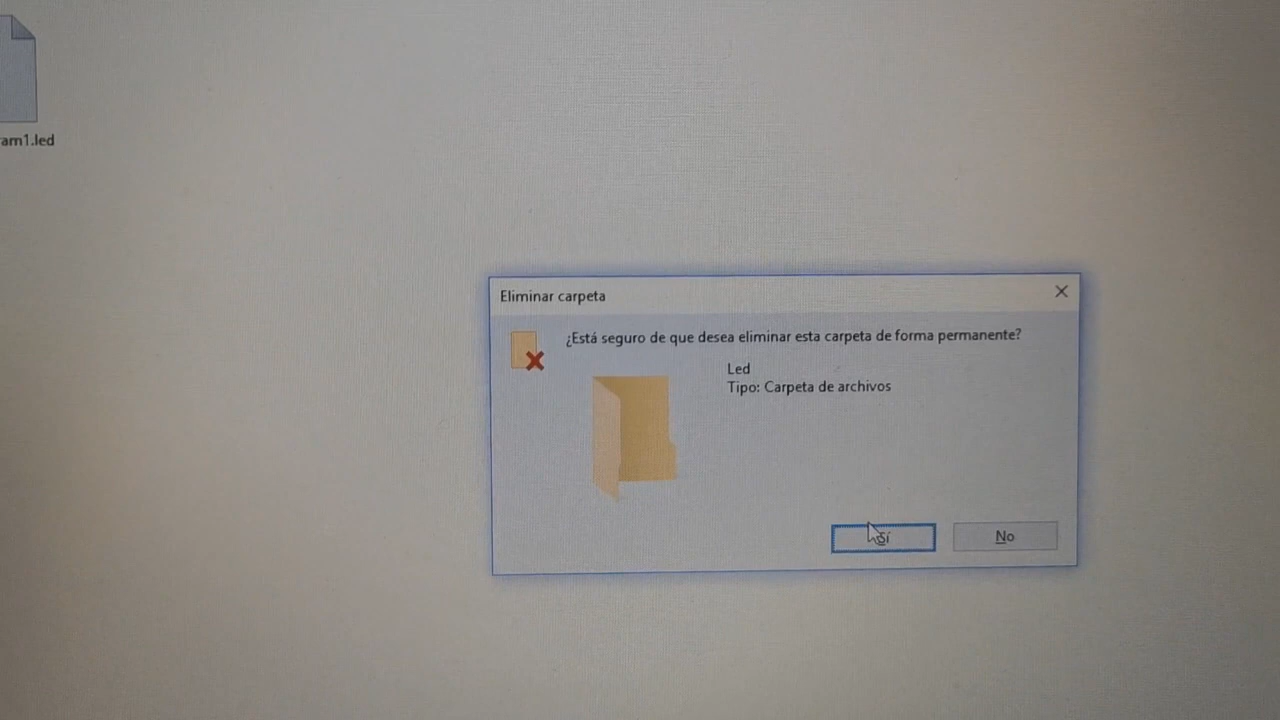 am1.led
Eliminar carpeta
¿Está seguro de que desea eliminar esta carpeta de forma permanente?
Led
Tipo: Carpeta de archivos
Sí
No